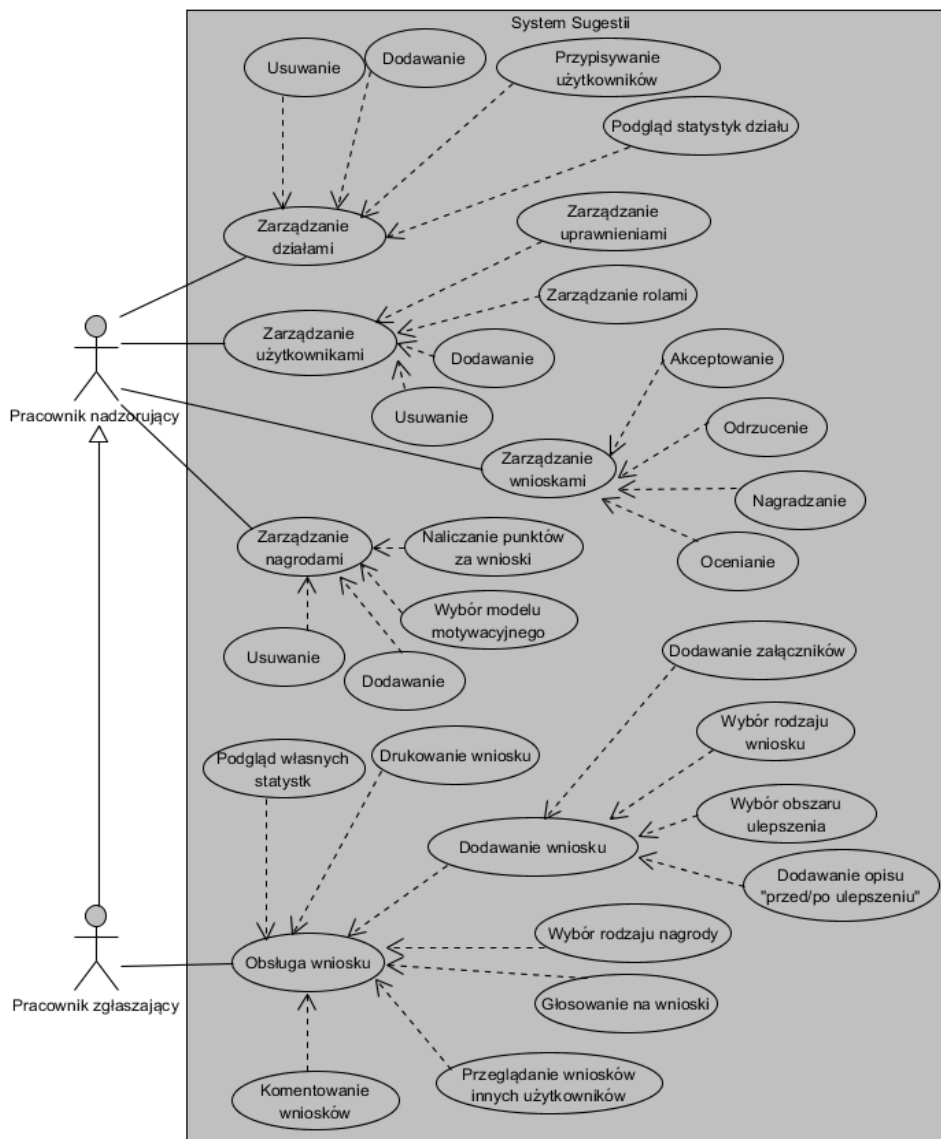 System Sugestii
Usuwanie
Dodawanie
Przypisywanie
użytkowników
Podgląd statystyk działu
Zarządzanie
działami
Zarządzanie
uprawnieniami
Zarządzanie rolami
Zarządzanie
użytkownikami
Dodawanie
Usuwanie
Akceptowanie
Pracownik nadzorujący
Odrzucenie
Zarządzanie
wnioskami
Nagradzanie
Ocenianie
Zarządzanie
nagrodami
Naliczanie punktów
za wnioski
Wybór modelu
motywacyjnego
Usuwanie
Dodawanie
Dodawanie załączników
Wybór rodzaju
wniosku
Podgląd własnych
statystk
Drukowanie wniosku
Wybór obszaru
ulepszenia
Dodawanie wniosku
Dodawanie opisu
"przed/po ulepszeniu"
Wybór rodzaju nagrody
Obsługa wniosku
Głosowanie na wnioski
Pracownik zgłaszający
Komentowanie
wniosków
Przeglądanie wniosków
innych użytkowników